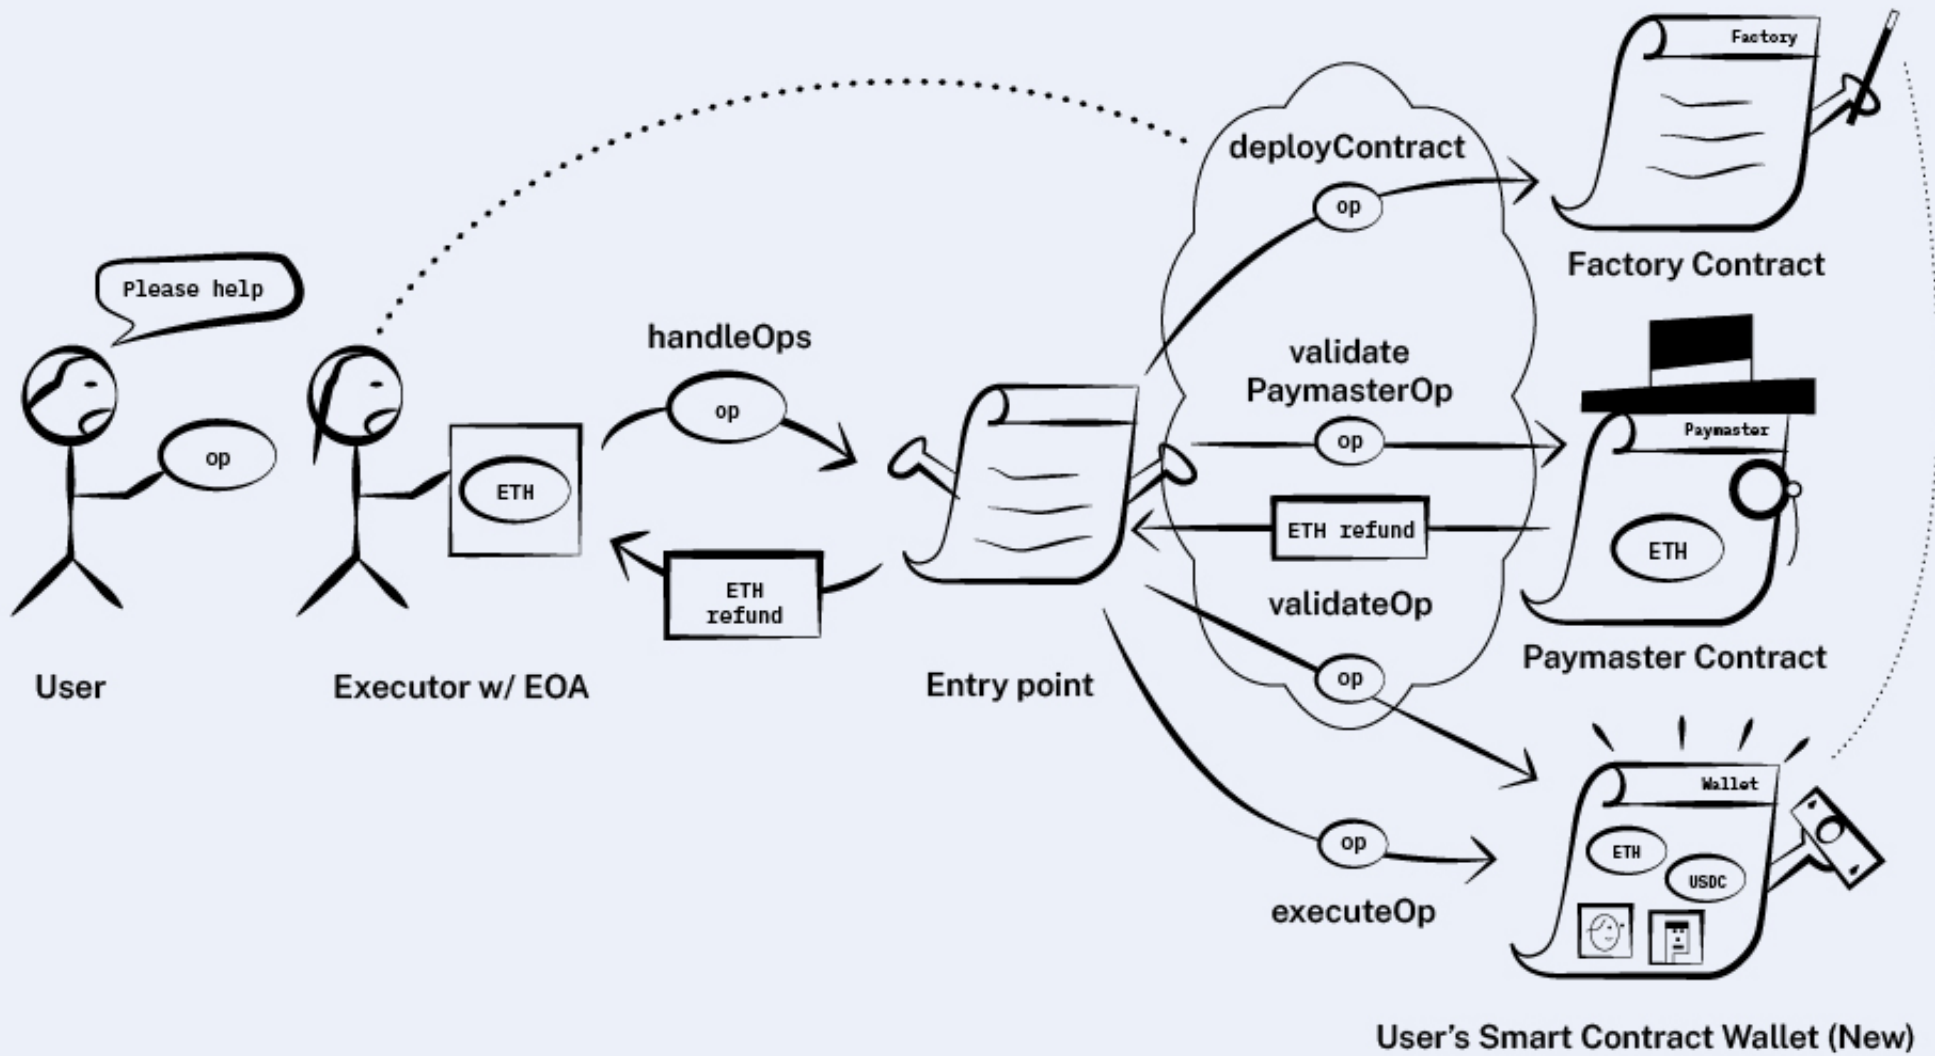 Factory
deployContract
op
Factory Contract
Please help
handleOps
op
validate
PaymasterOp
op
Paymaster
op
ETH
ETH refund
ETH
ETH
refund
validateOp
op
User
Executor w/ EOA
Entry point
Paymaster Contract
Wallet
op
ETH
USDC
executeOp
User's Smart Contract Wallet (New)